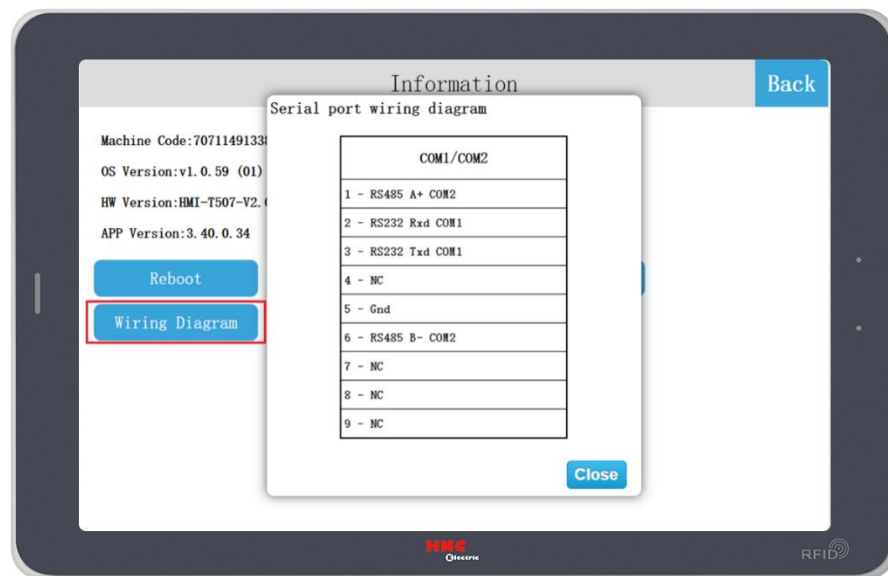 Information
Back
Serial port wiring diagram
Machine Code:70711491338
OS Version:v1.0.59 (01)
HW Version:HMI-T507-V2.
APP Version:3.40.0.34
Reboot
Wiring Diagram
COM1/COM2
1 - RS485 A+ COM2
2 - RS232 Rxd COM1
3 - RS232 Txd COM1
4 - NC
5 - Gnd
6 - RS485 B- COM2
7 - NC
8 - NC
9 - NC
Close
HNC
Electric
RFID